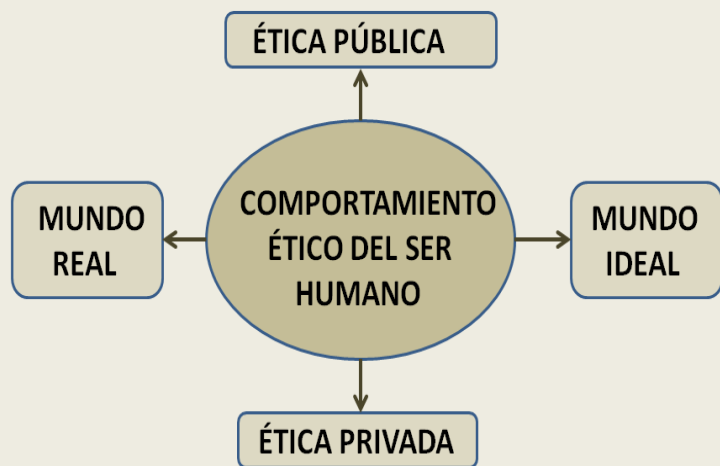 ÉTICA PÚBLICA
MUNDO
REAL
COMPORTAMIENTO
ÉTICO DEL SER
HUMANO
MUNDO
IDEAL
ÉTICA PRIVADA